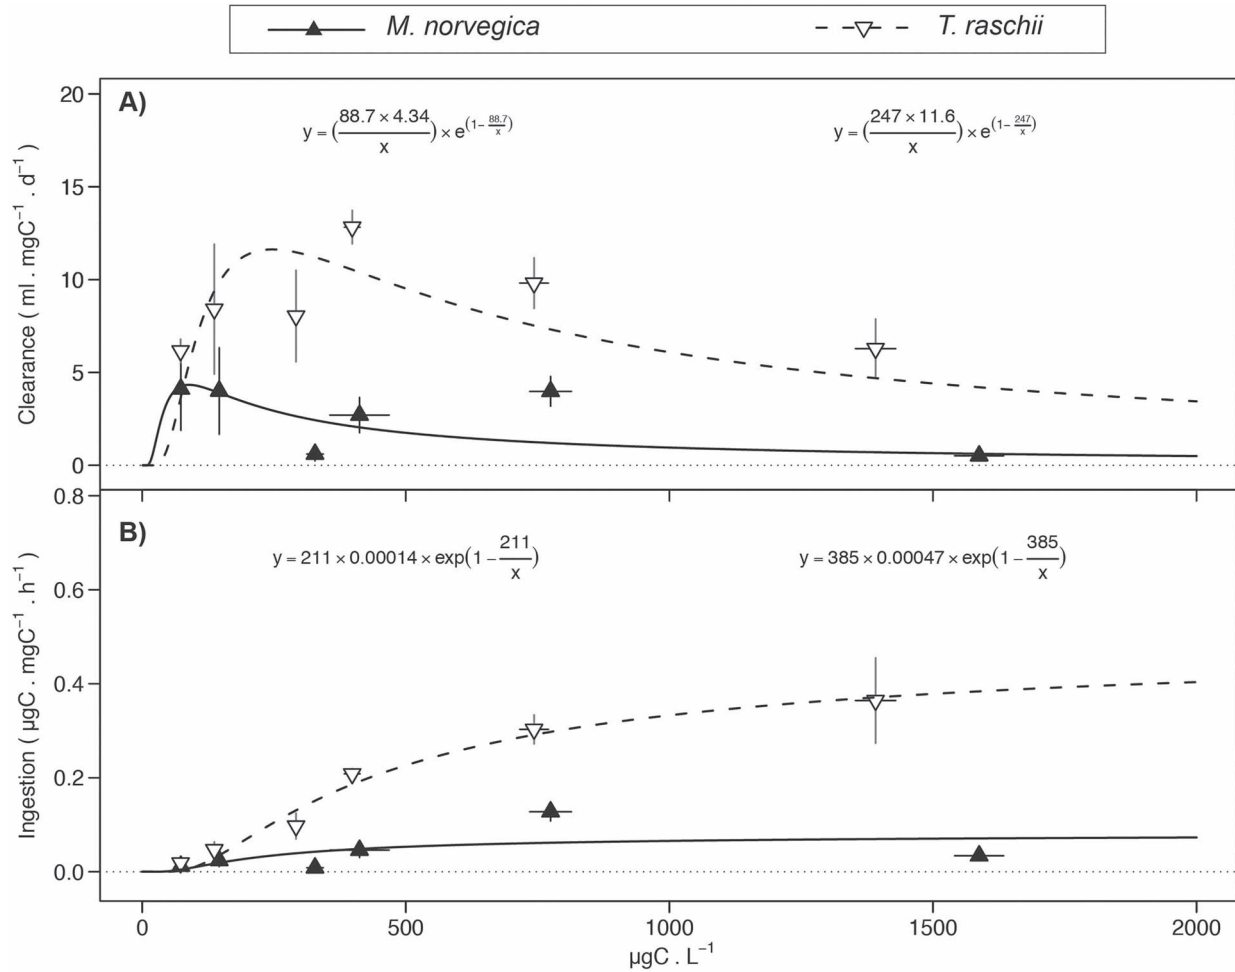 M. norvegica T. raschii
A)
y = (88.7 × 4.34 / x) × e^(1− 88.7/x)
y = (247 × 11.6 / x) × e^(1− 247/x)
Clearance ( ml . mgC⁻¹ . d⁻¹ )
20
15
10
5
0
B)
y = 211 × 0.00014 × exp(1 − 211/x)
y = 385 × 0.00047 × exp(1 − 385/x)
Ingestion ( µgC . mgC⁻¹ . h⁻¹ )
0.8
0.6
0.4
0.2
0.0
0 500 1000 1500 2000
µgC . L⁻¹